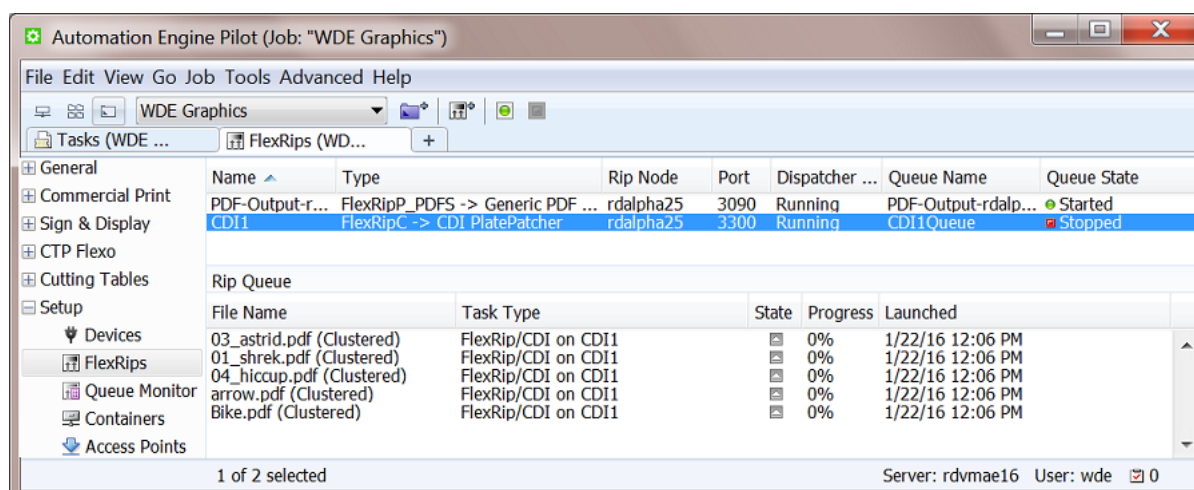 Automation Engine Pilot (Job: "WDE Graphics")
File Edit View Go Job Tools Advanced Help
WDE Graphics
Tasks (WDE ... FlexRips (WD... +
General
Commercial Print
Sign & Display
CTP Flexo
Cutting Tables
Setup
Devices
FlexRips
Queue Monitor
Containers
Access Points
Name Type Rip Node Port Dispatcher ... Queue Name Queue State
PDF-Output-r... FlexRipP_PDFS -> Generic PDF ... rdalpha25 3090 Running PDF-Output-rdalp... Started
CDI1 FlexRipC -> CDI PlatePatcher rdalpha25 3300 Running CDI1Queue Stopped
Rip Queue
File Name Task Type State Progress Launched
03_astrid.pdf (Clustered) FlexRip/CDI on CDI1 0% 1/22/16 12:06 PM
01_shrek.pdf (Clustered) FlexRip/CDI on CDI1 0% 1/22/16 12:06 PM
04_hiccup.pdf (Clustered) FlexRip/CDI on CDI1 0% 1/22/16 12:06 PM
arrow.pdf (Clustered) FlexRip/CDI on CDI1 0% 1/22/16 12:06 PM
Bike.pdf (Clustered) FlexRip/CDI on CDI1 0% 1/22/16 12:06 PM
1 of 2 selected Server: rdvmae16 User: wde 0